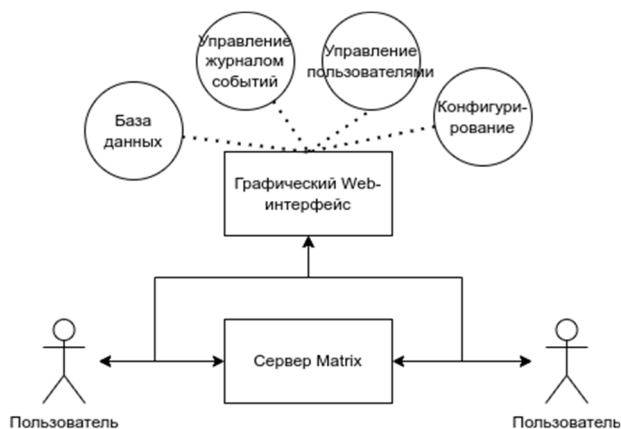 Управление
журналом
событий
Управление
пользователями
База
данных
Конфигури-
рование
Графический Web-
интерфейс
Сервер Matrix
Пользователь
Пользователь